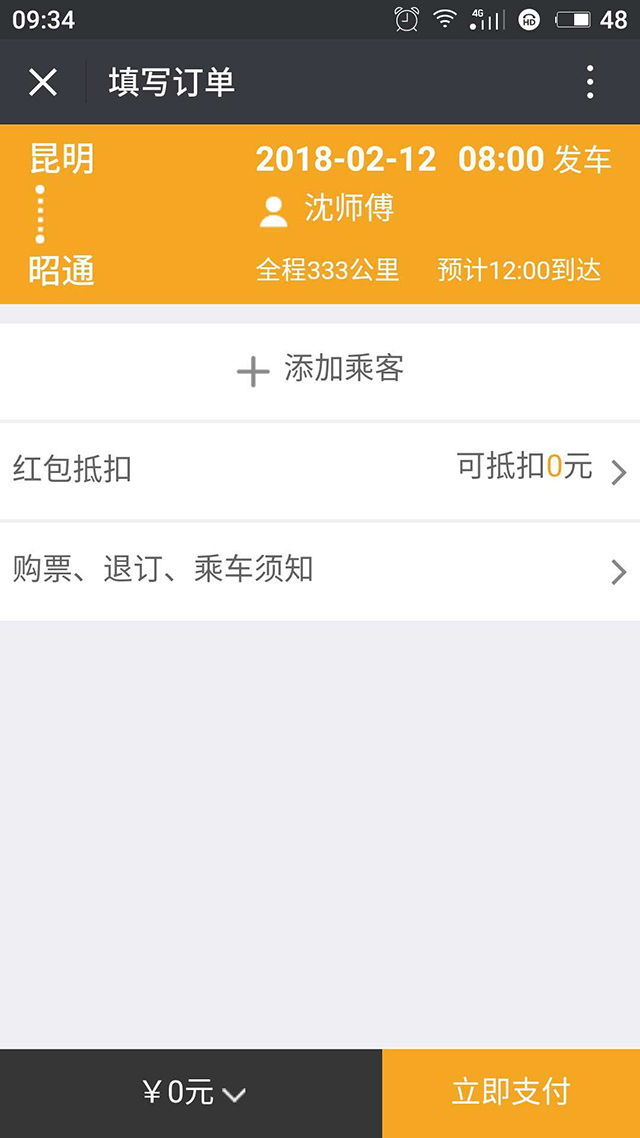 09:34 4G HD 48
填写订单
昆明 2018-02-12 08:00 发车
沈师傅
昭通 全程333公里 预计12:00到达
添加乘客
红包抵扣 可抵扣0元
购票、退订、乘车须知
￥0元 立即支付